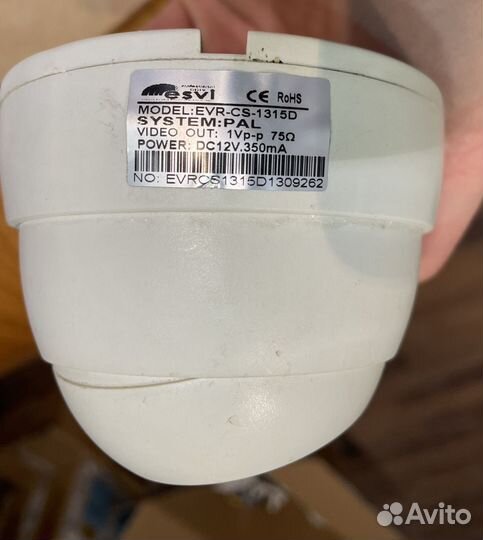 esvi
CE RoHS
MODEL:EVR-CS-1315D
SYSTEM:PAL
VIDEO OUT: 1Vp-p 75Ω
POWER: DC12V.350mA
NO: EVRCS1315D1309262
Avito